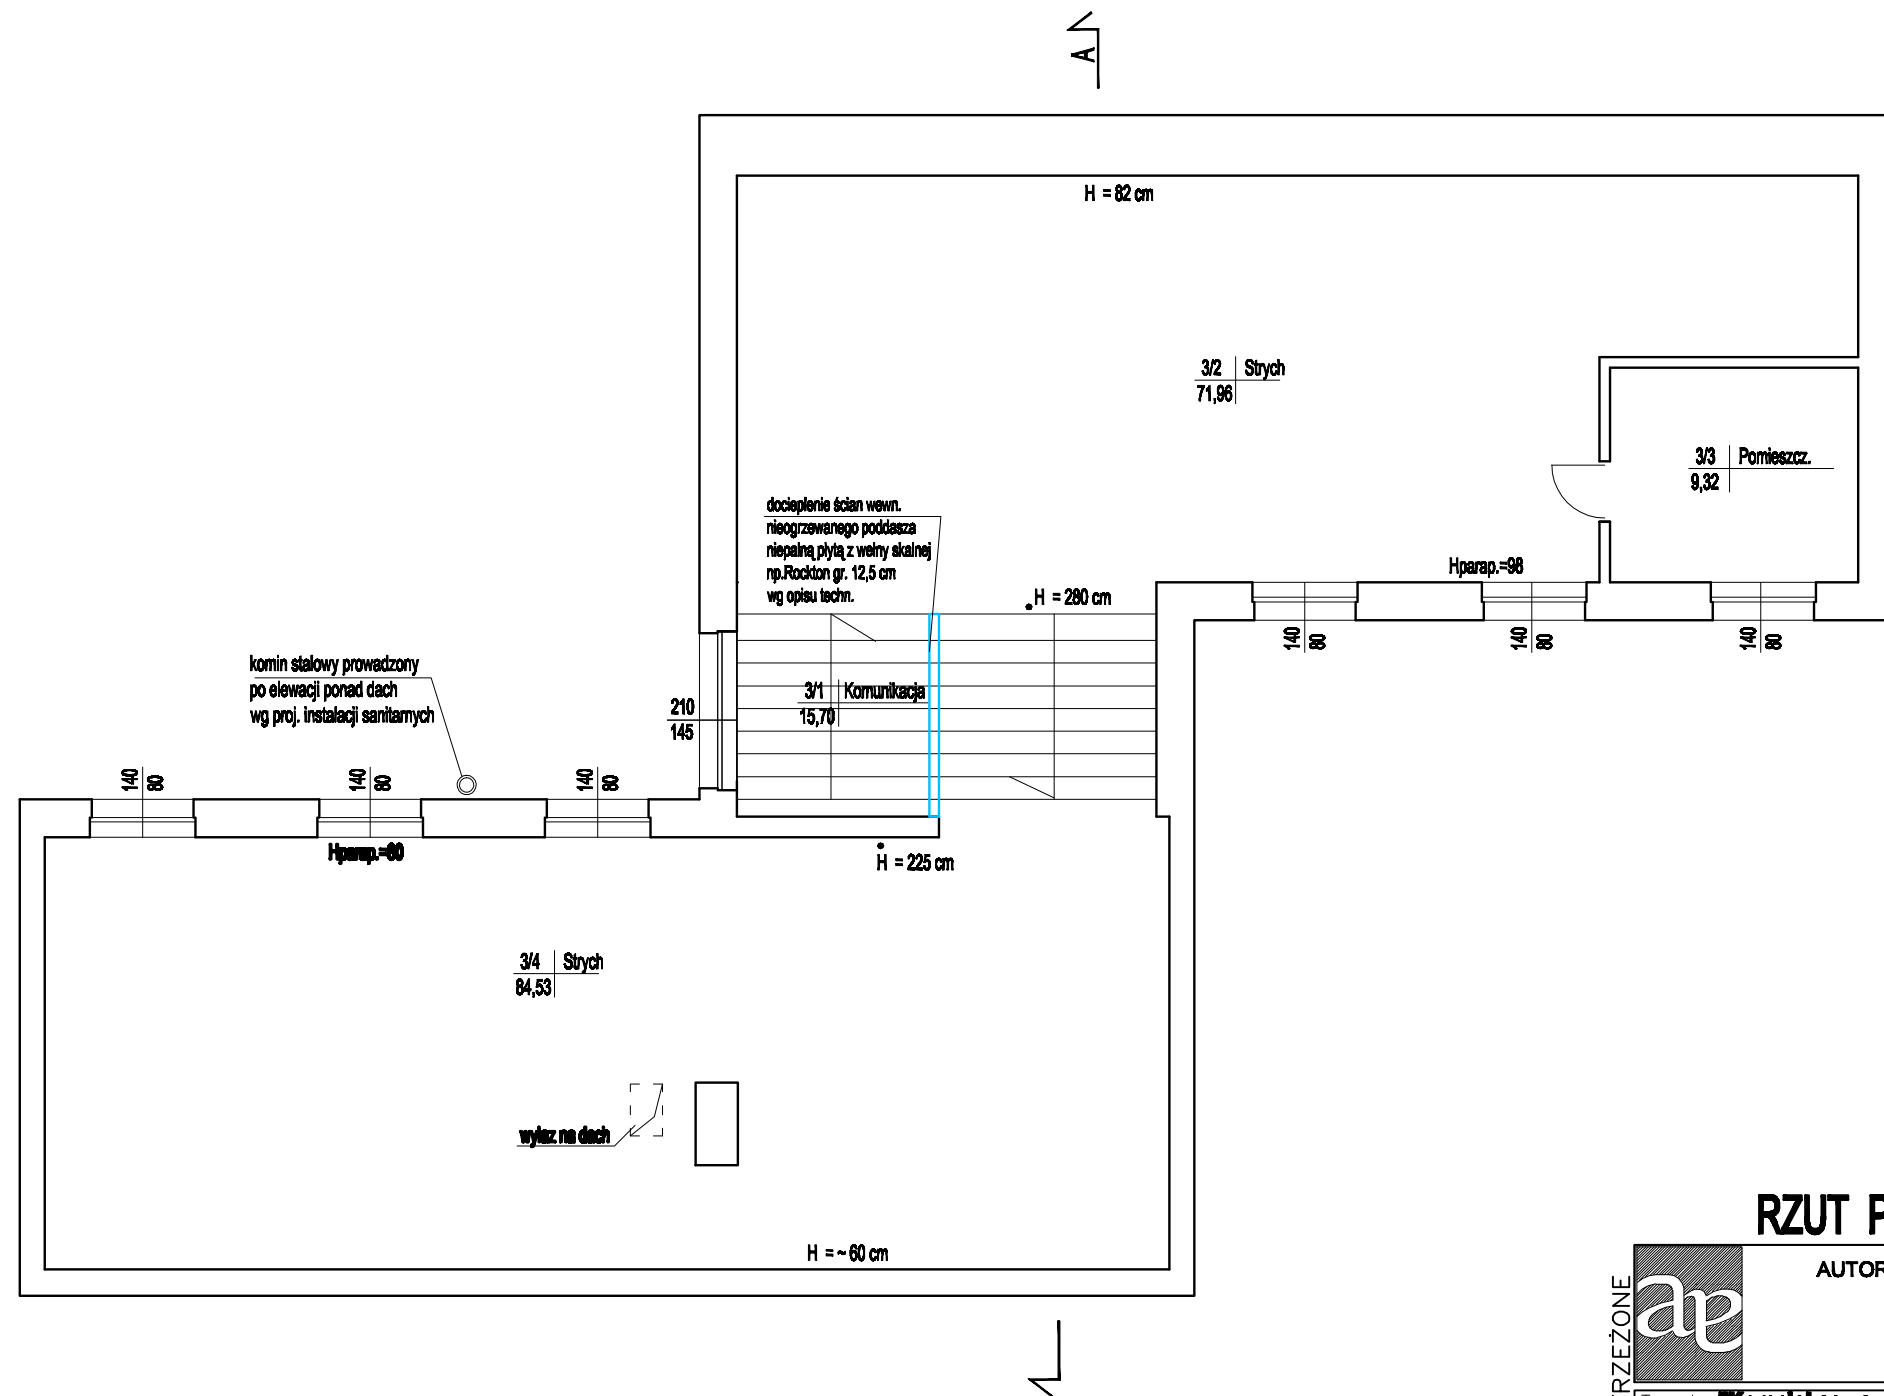 A
H = 82 cm
3/2 Strych
71,96
3/3 Pomieszcz.
9,32
docieplenie ścian wewn.
nieogrzewanego poddasza
niepalną płytą z wełny skalnej
np.Rockton gr. 12,5 cm
wg opisu techn.
Hparap.=98
H = 280 cm
140
80
140
80
140
80
komin stalowy prowadzony
po elewacji ponad dach
wg proj. instalacji sanitarnych
3/1 Komunikacja
15,70
210
145
140
80
140
80
140
80
Hparap.=80
H = 225 cm
3/4 Strych
84,53
wyłaz na dach
H = ~ 60 cm
RZUT P
AUTOR
RZEŻONE
ae